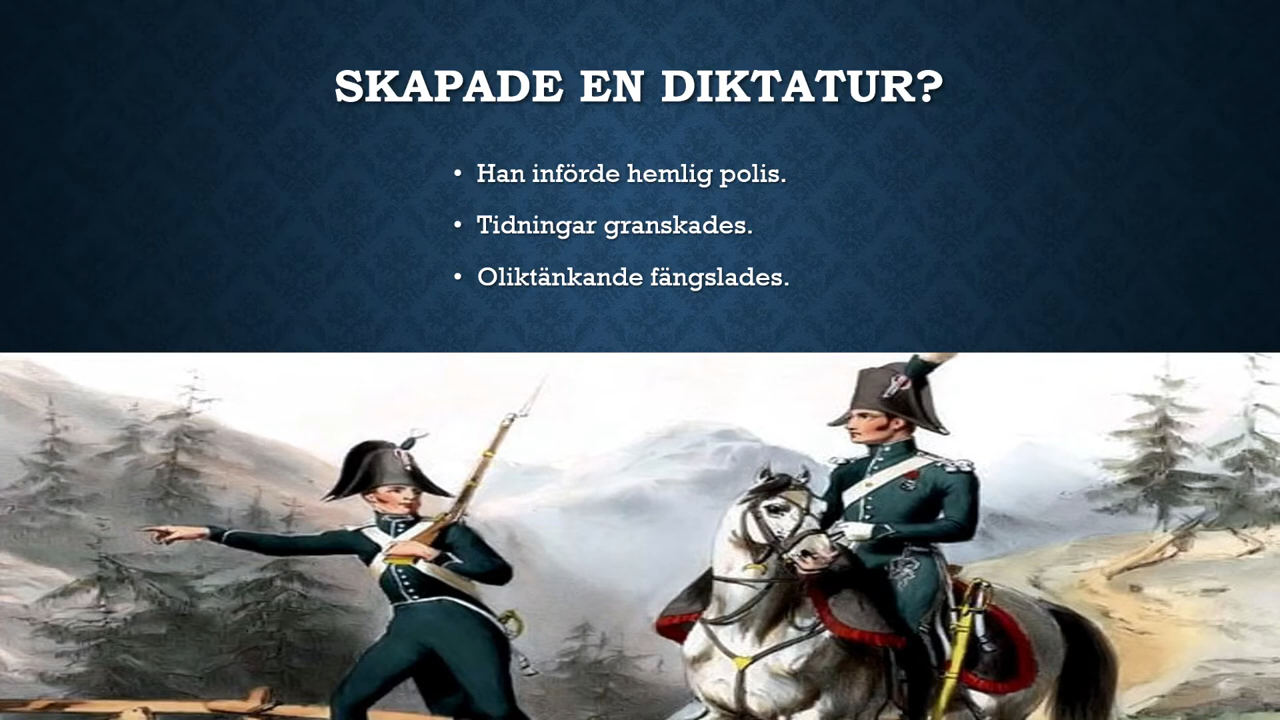 SKAPADE EN DIKTATUR?
• Han införde hemlig polis.
• Tidningar granskades.
• Oliktänkande fängslades.